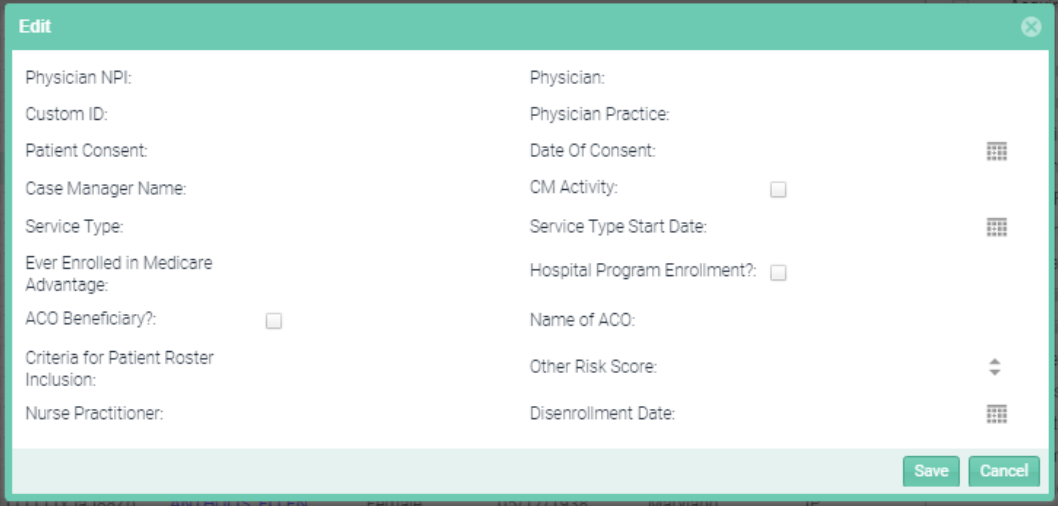 Edit
Physician NPI: Physician:
Custom ID: Physician Practice:
Patient Consent: Date Of Consent:
Case Manager Name: CM Activity:
Service Type: Service Type Start Date:
Ever Enrolled in Medicare
Advantage:
Hospital Program Enrollment?:
ACO Beneficiary?: Name of ACO:
Criteria for Patient Roster
Inclusion:
Other Risk Score:
Nurse Practitioner: Disenrollment Date:
Save Cancel